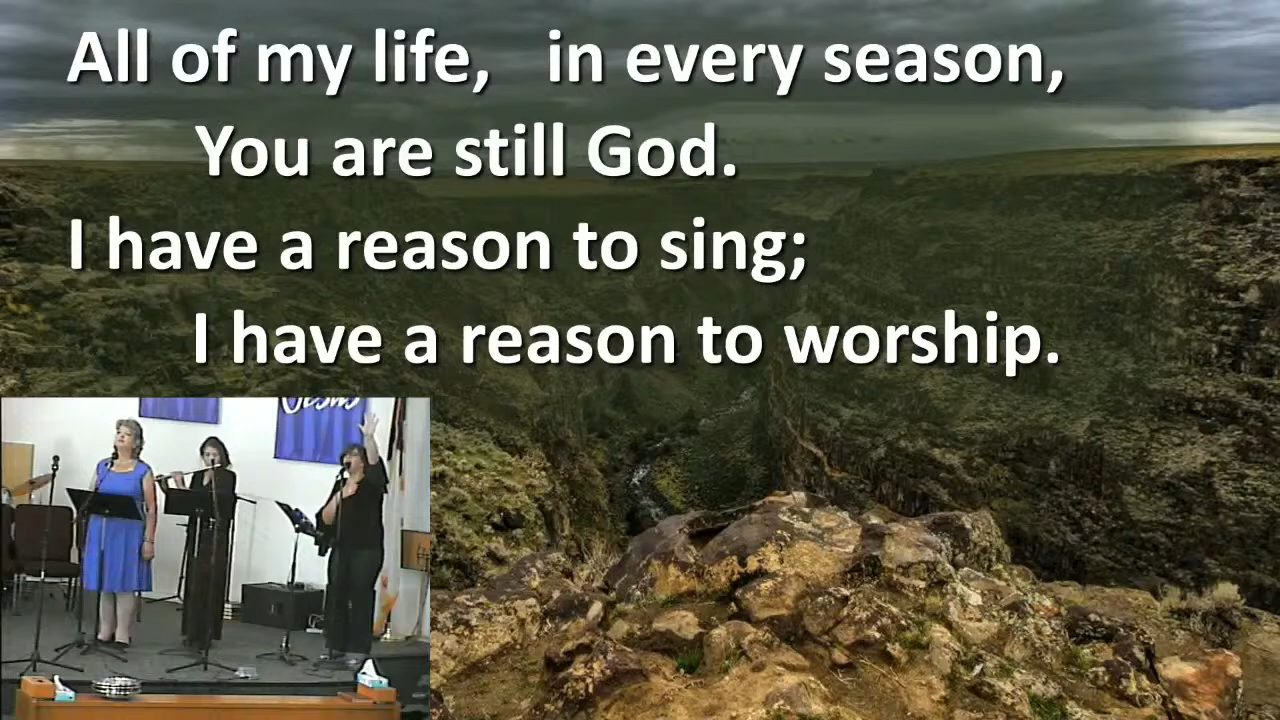 All of my life, in every season,
You are still God.
I have a reason to sing;
I have a reason to worship.
Jesus